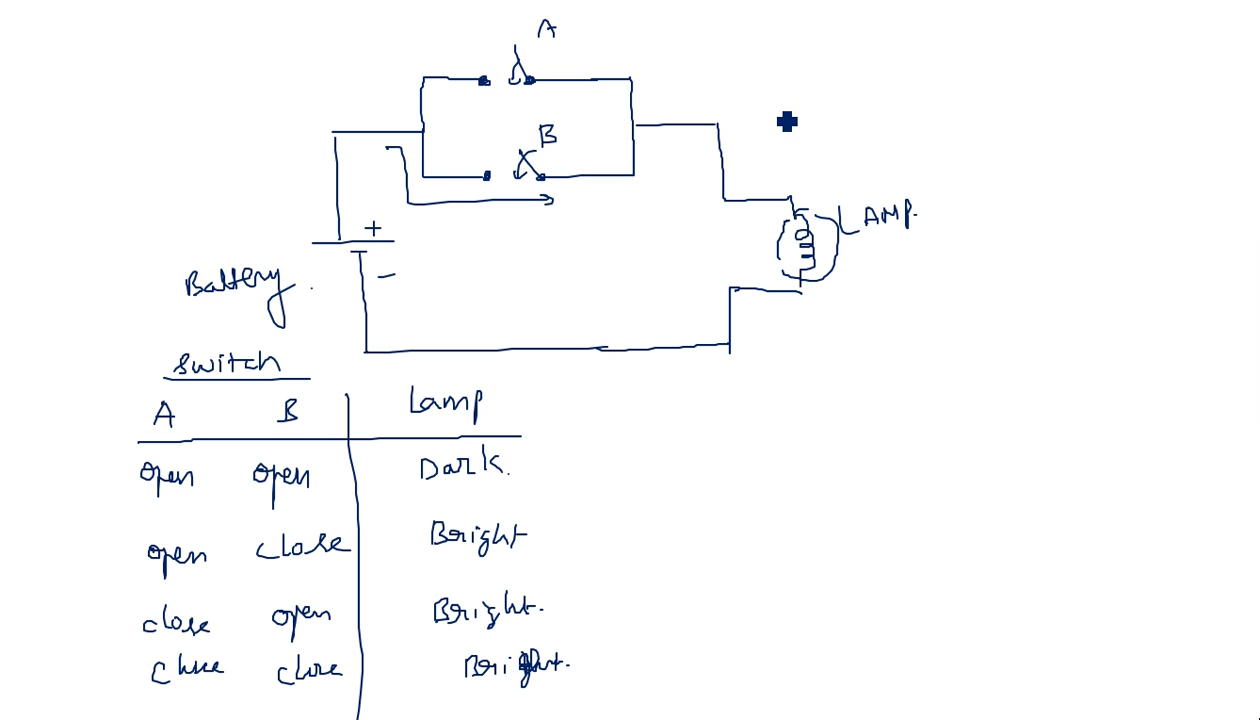 A
B
+
LAMP.
-
Battery.
Switch
A B Lamp
open open Dark.
open close Bright
close open Bright.
close close Bright.